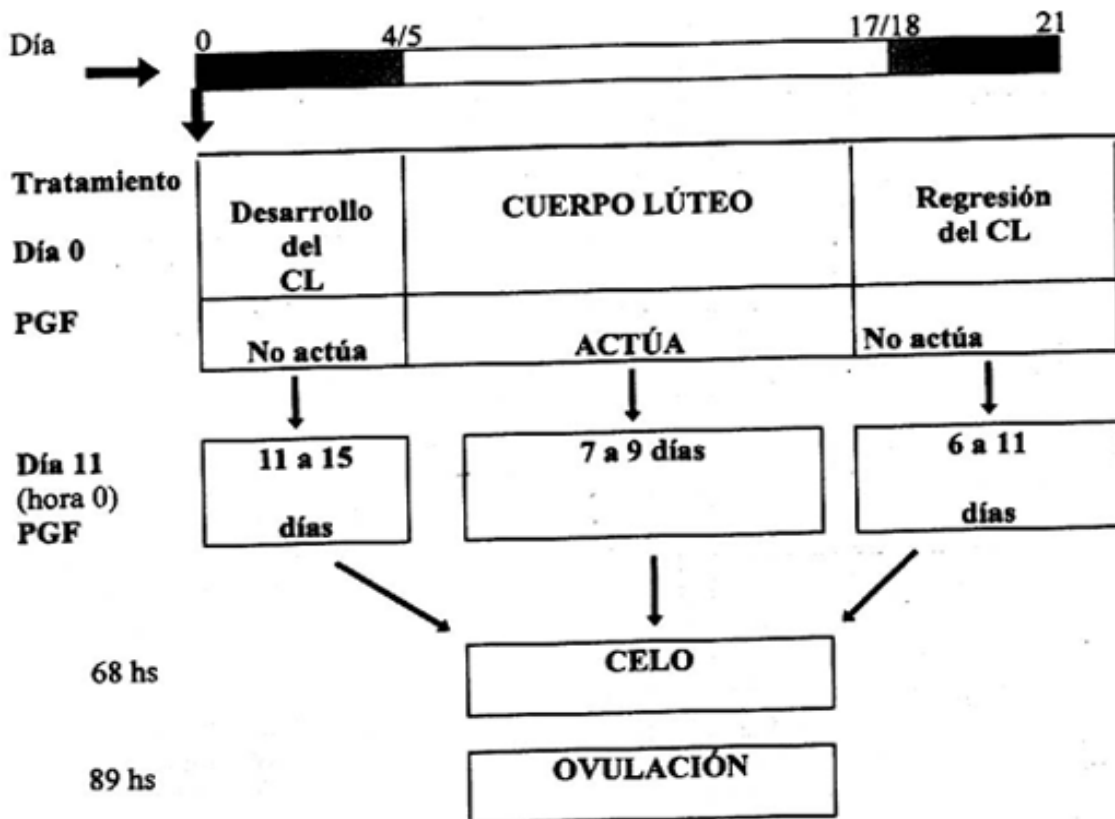 Día
0 4/5 17/18 21
Tratamiento
Día 0
PGF
Desarrollo
del
CL
CUERPO LÚTEO
Regresión
del CL
No actúa
ACTÚA
No actúa
Día 11
(hora 0)
PGF
11 a 15
días
7 a 9 días
6 a 11
días
68 hs
CELO
89 hs
OVULACIÓN